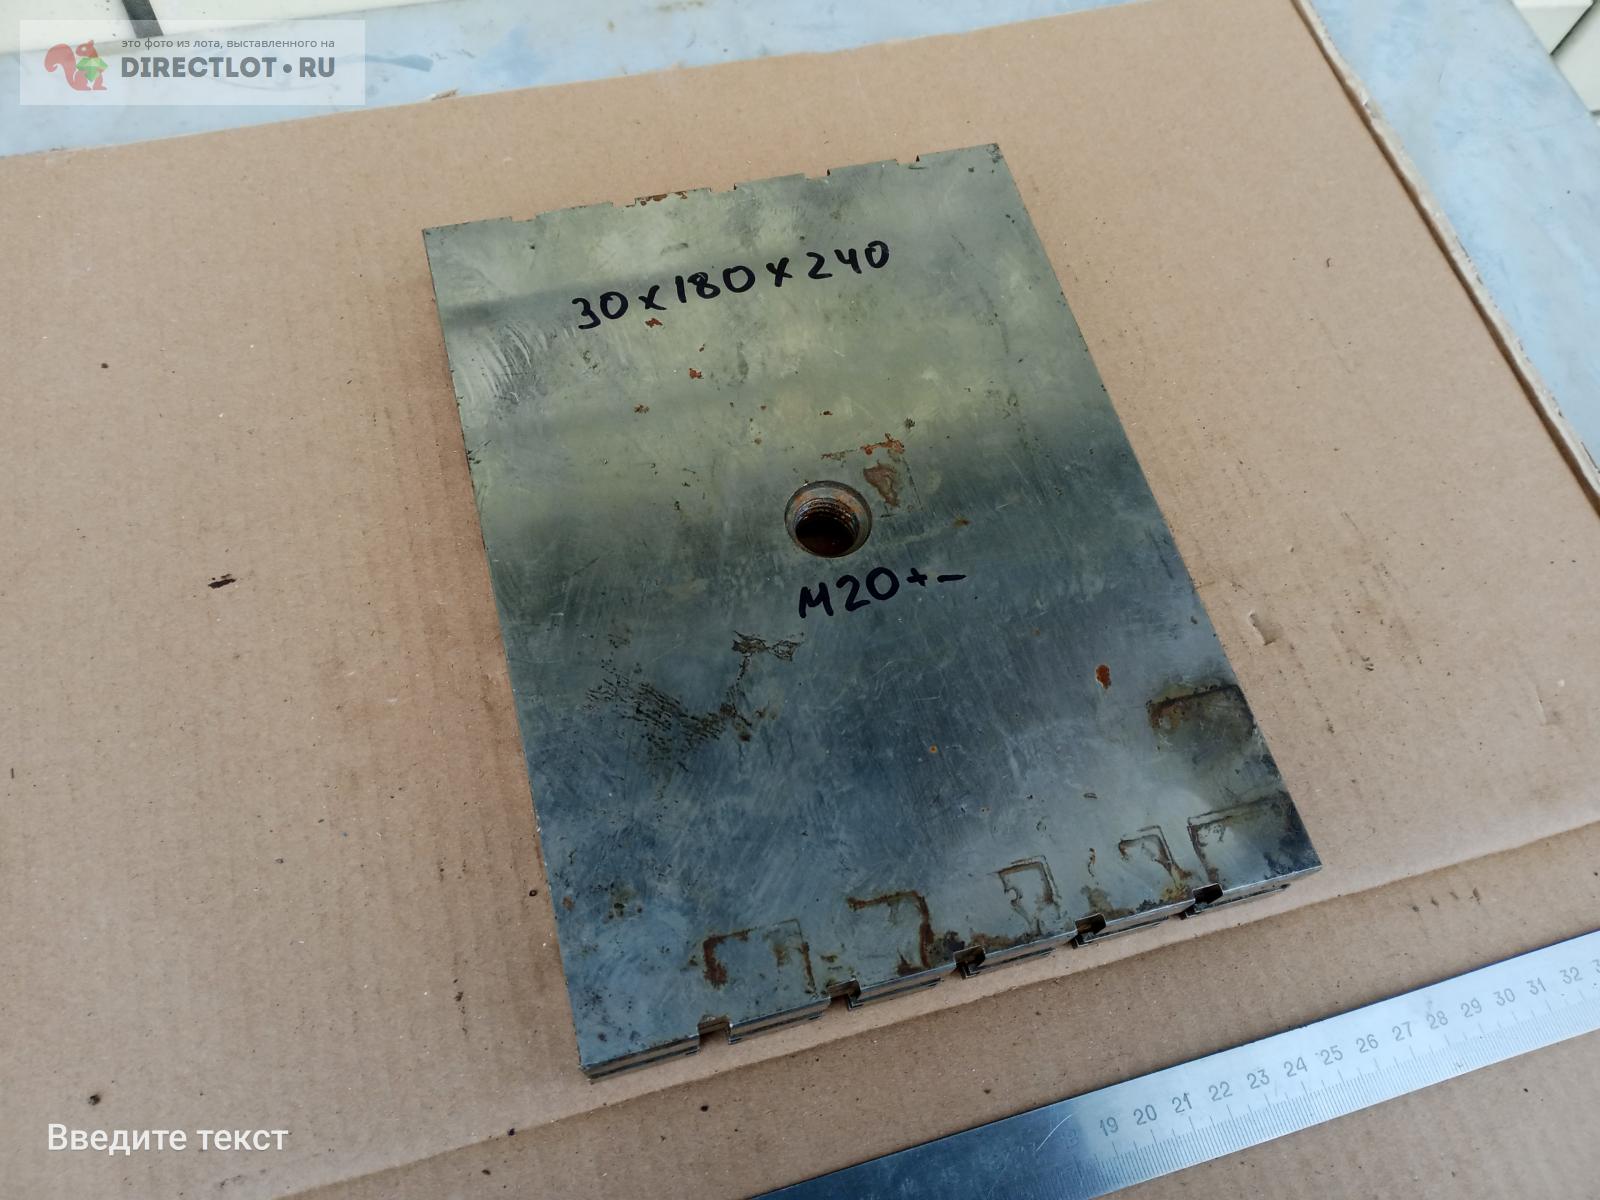 это фото из лота, выставленного на
DIRECTLOT•RU
30x180x240
M20+-
19 20 21 22 23 24 25 26 27 28 29 30 31 32
Введите текст